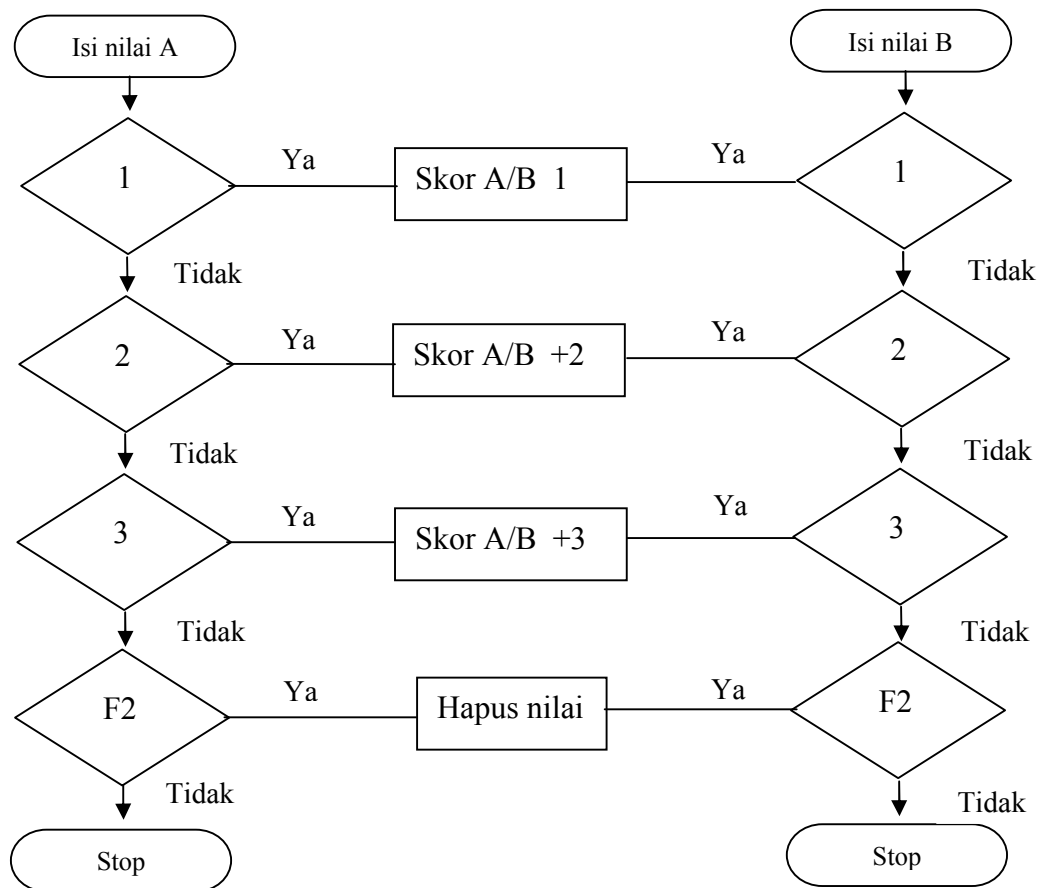 Isi nilai A
Isi nilai B
1
Ya
Skor A/B  1
Ya
1
Tidak
Tidak
2
Ya
Skor A/B  +2
Ya
2
Tidak
Tidak
3
Ya
Skor A/B  +3
Ya
3
Tidak
Tidak
F2
Ya
Hapus nilai
Ya
F2
Tidak
Tidak
Stop
Stop